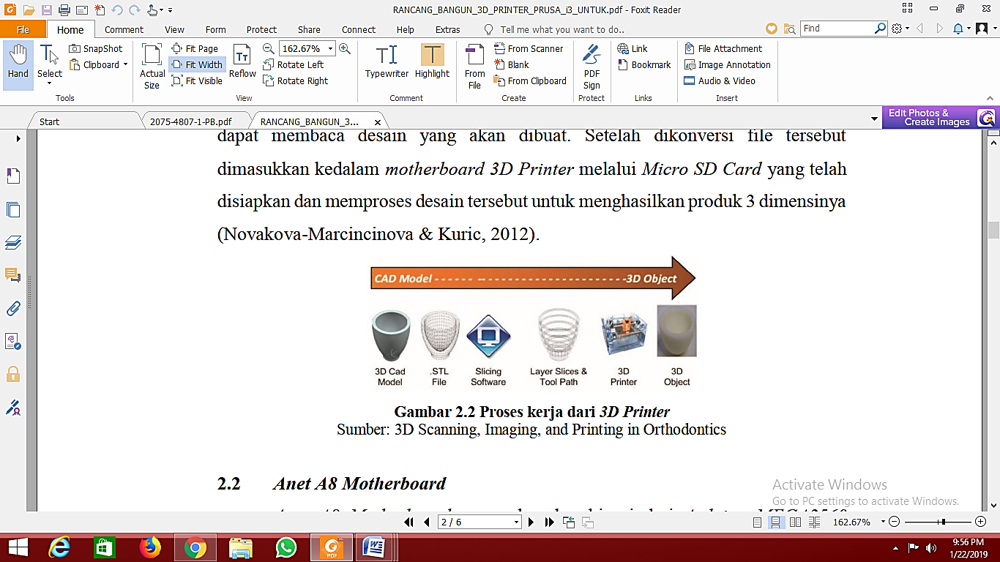 RANCANG_BANGUN_3D_PRINTER_PRUSA_i3_UNTUK.pdf - Foxit Reader
File Home Comment View Form Protect Share Connect Help Extras Tell me what you want to do.. Find
Hand
Select
SnapShot
Clipboard
Tools
Actual Size
Fit Page
Fit Width
Fit Visible
Reflow
162.67%
Rotate Left
Rotate Right
View
Typewriter
Highlight
Comment
From File
From Scanner
Blank
From Clipboard
Create
PDF Sign
Protect
Link
Bookmark
Links
File Attachment
Image Annotation
Audio & Video
Insert
Start 2075-4807-1-PB.pdf RANCANG_BANGUN_3...
Edit Photos &
Create Images
dapat membaca desain yang akan dibuat. Setelah dikonversi file tersebut
dimasukkan kedalam motherboard 3D Printer melalui Micro SD Card yang telah
disiapkan dan memproses desain tersebut untuk menghasilkan produk 3 dimensinya
(Novakova-Marcincinova & Kuric, 2012).
CAD Model - - - - - - -- - - - - - - - - - - - - - - - - - - - - - -3D Object
3D Cad
Model
.STL
File
Slicing
Software
Layer Slices &
Tool Path
3D
Printer
3D
Object
Gambar 2.2 Proses kerja dari 3D Printer
Sumber: 3D Scanning, Imaging, and Printing in Orthodontics
2.2 Anet A8 Motherboard
Activate Windows
Go to PC settings to activate Windows.
2 / 6
162.67%
PDF
9:56 PM
1/22/2019